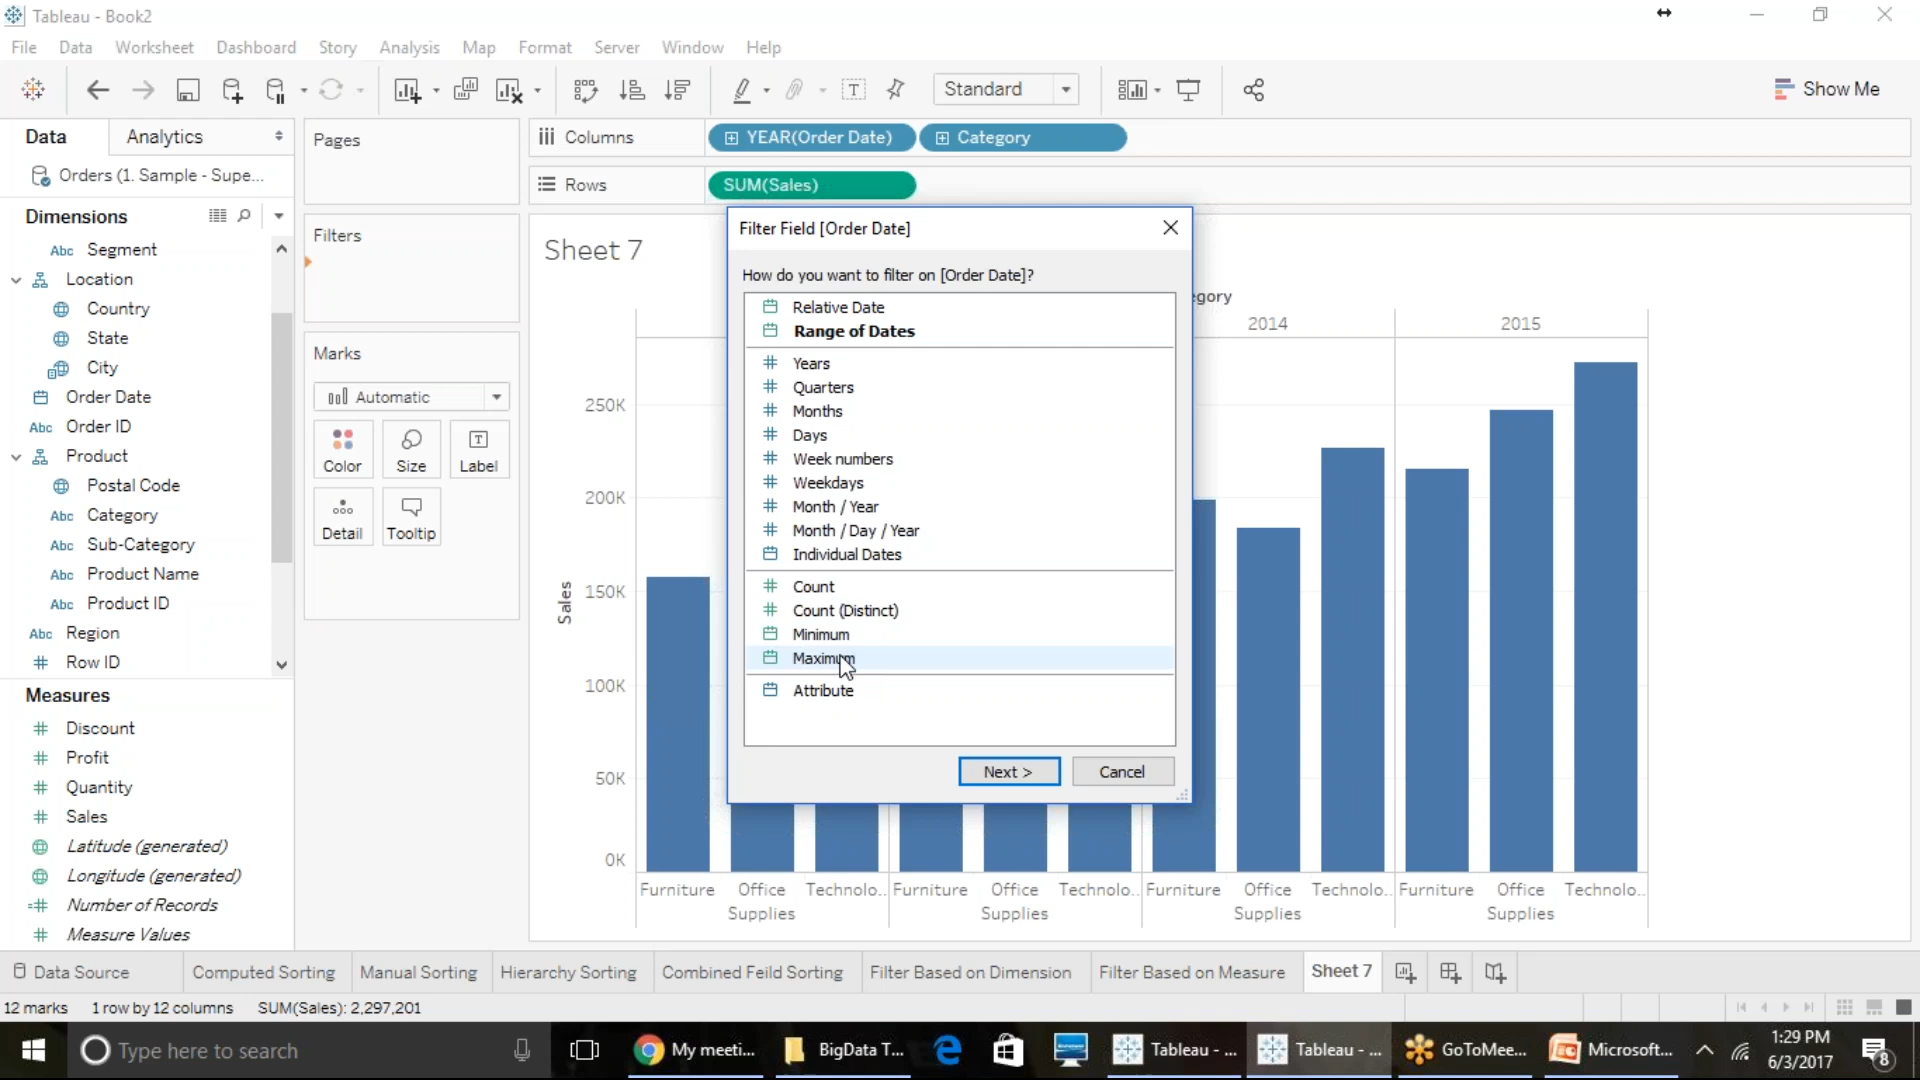 Tableau - Book2
File Data Worksheet Dashboard Story Analysis Map Format Server Window Help
Standard
Show Me
Data
Analytics
Pages
Columns
YEAR(Order Date)
Category
Orders (1. Sample - Supe...
Rows
SUM(Sales)
Dimensions
Filters
Sheet 7
Abc Segment
Location
Country
State
City
Order Date
Abc Order ID
Product
Postal Code
Abc Category
Abc Sub-Category
Abc Product Name
Abc Product ID
Abc Region
# Row ID
Measures
# Discount
# Profit
# Quantity
# Sales
Latitude (generated)
Longitude (generated)
=# Number of Records
# Measure Values
Marks
Automatic
Color
Size
Label
Detail
Tooltip
Filter Field [Order Date]
How do you want to filter on [Order Date]?
Relative Date
Range of Dates
# Years
# Quarters
# Months
# Days
# Week numbers
# Weekdays
# Month / Year
# Month / Day / Year
Individual Dates
# Count
# Count (Distinct)
Minimum
Maximum
Attribute
Next >
Cancel
egory
2014
2015
Sales
250K
200K
150K
100K
50K
0K
Furniture Office Supplies Technolo.. Furniture Office Supplies Technolo.. Furniture Office Supplies Technolo.. Furniture Office Supplies Technolo..
Data Source
Computed Sorting
Manual Sorting
Hierarchy Sorting
Combined Feild Sorting
Filter Based on Dimension
Filter Based on Measure
Sheet 7
12 marks 1 row by 12 columns SUM(Sales): 2,297,201
Type here to search
My meeti...
BigData T...
Tableau - ...
Tableau - ...
GoToMee...
Microsoft...
1:29 PM
6/3/2017
8